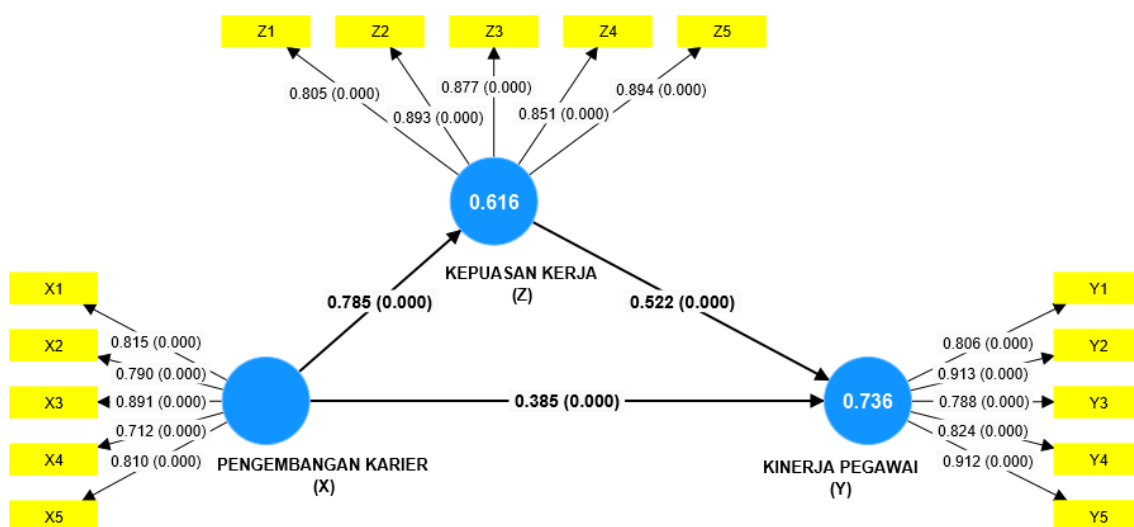 Z1
Z2
Z3
Z4
Z5
0.805 (0.000)
0.893 (0.000)
0.877 (0.000)
0.851 (0.000)
0.894 (0.000)
0.616
KEPUASAN KERJA
(Z)
0.785 (0.000)
0.522 (0.000)
X1
X2
X3
X4
X5
0.815 (0.000)
0.790 (0.000)
0.891 (0.000)
0.712 (0.000)
0.810 (0.000)
PENGEMBANGAN KARIER
(X)
0.385 (0.000)
0.736
KINERJA PEGAWAI
(Y)
0.806 (0.000)
0.913 (0.000)
0.788 (0.000)
0.824 (0.000)
0.912 (0.000)
Y1
Y2
Y3
Y4
Y5